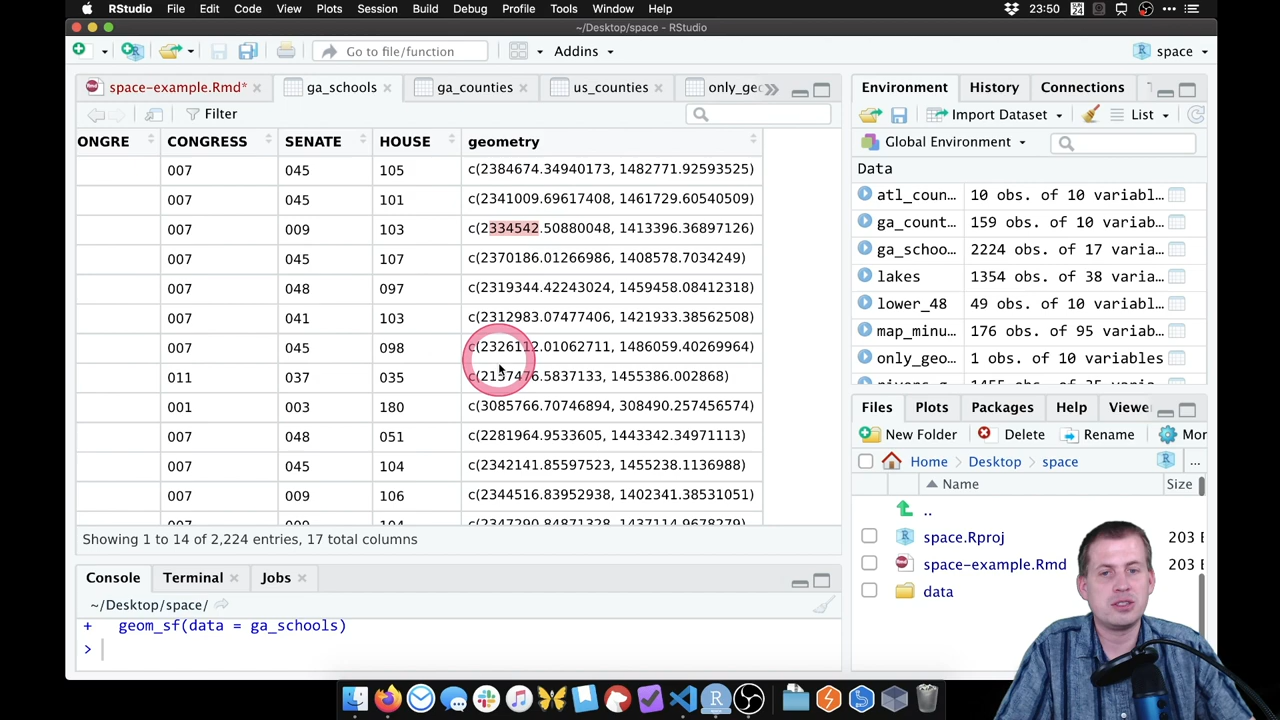 RStudio File Edit Code View Plots Session Build Debug Profile Tools Window Help 23:50
~/Desktop/space - RStudio
Go to file/function Addins space
space-example.Rmd* ga_schools ga_counties us_counties
Filter
ONGRE CONGRESS SENATE HOUSE geometry
007 045 105 c(2384674.34940173, 1482771.92593525)
007 045 101 c(2341009.69617408, 1461729.60540509)
007 009 103 c(2334542.50880048, 1413396.36897126)
007 045 107 c(2370186.01266986, 1408578.7034249)
007 048 097 c(2319344.42243024, 1459458.08412318)
007 041 103 c(2312983.07477406, 1421933.38562508)
007 045 098 c(2326112.01062711, 1486059.40269964)
011 037 035 c(2137476.5837133, 1455386.002868)
001 003 180 c(3085766.70746894, 308490.257456574)
007 048 051 c(2281964.9533605, 1443342.34971113)
007 045 104 c(2342141.85597523, 1455238.1136988)
007 009 106 c(2344516.83952938, 1402341.38531051)
Showing 1 to 14 of 2,224 entries, 17 total columns
Console Terminal Jobs
~/Desktop/space/
+ geom_sf(data = ga_schools)
>
Environment History Connections
Import Dataset List
Global Environment
Data
atl_coun… 10 obs. of 10 variabl…
ga_count… 159 obs. of 10 varia…
ga_schoo… 2224 obs. of 17 varia…
lakes 1354 obs. of 38 varia…
lower_48 49 obs. of 10 variab…
map_minu… 176 obs. of 95 varia…
only_geo… 1 obs. of 10 variables
Files Plots Packages Help Viewe
New Folder Delete Rename Mor
Home Desktop space ...
Name Size
..
space.Rproj 203
space-example.Rmd 203
data